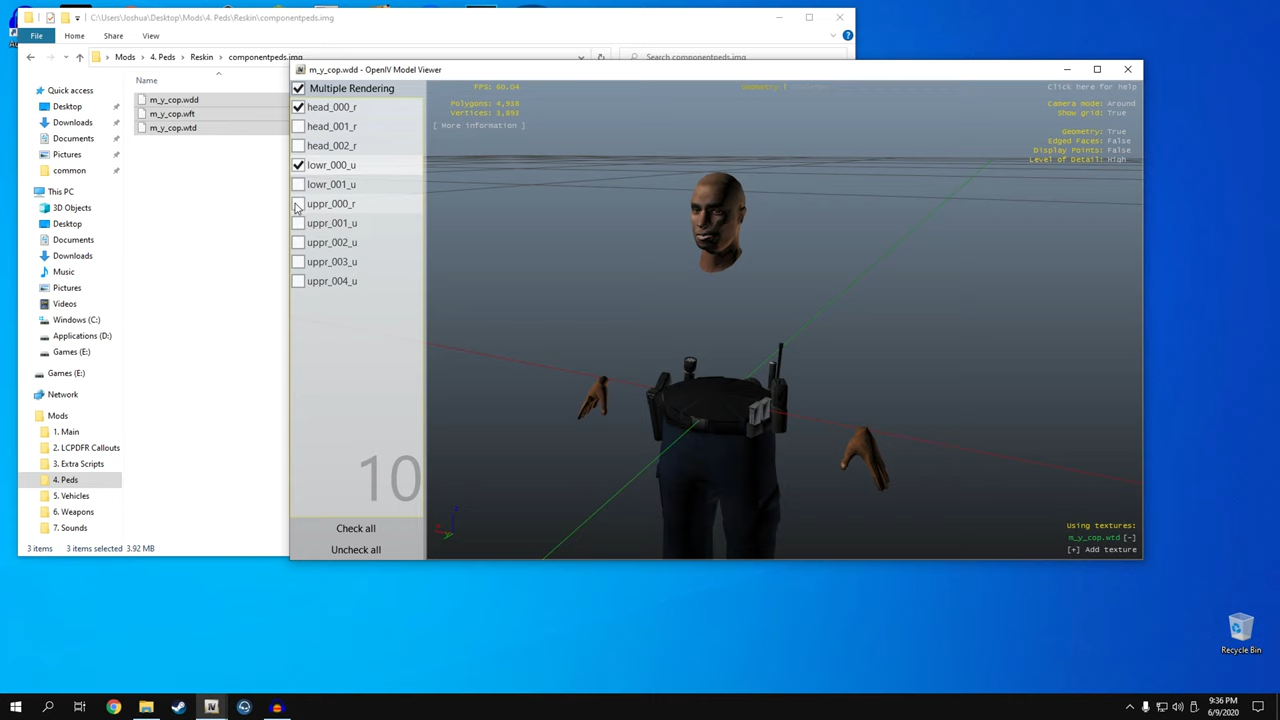 C:\Users\Joshua\Desktop\Mods\4. Peds\Reskin\componentpeds.img
File
Home
Share
View
Mods
4. Peds
Reskin
componentpeds.img
Search componentpeds.img
m_y_cop.wdd - OpenIV Model Viewer
Name
Quick access
Desktop
Downloads
Documents
Pictures
common
This PC
3D Objects
Desktop
Documents
Downloads
Music
Pictures
Videos
Windows (C:)
Applications (D:)
Games (E:)
Games (E:)
Network
Mods
1. Main
2. LCPDFR Callouts
3. Extra Scripts
4. Peds
5. Vehicles
6. Weapons
7. Sounds
m_y_cop.wdd
m_y_cop.wft
m_y_cop.wtd
3 items
3 items selected 3.92 MB
Multiple Rendering
head_000_r
head_001_r
head_002_r
lowr_000_u
lowr_001_u
uppr_000_r
uppr_001_u
uppr_002_u
uppr_003_u
uppr_004_u
10
Check all
Uncheck all
FPS: 60.04
Polygons: 4,938
Vertices: 3,893
[ More information ]
Click here for help
Camera mode: Around
Show grid: True
Geometry: True
Edged Faces: False
Display Points: False
Level of Detail: High
Using textures:
m_y_cop.wtd [-]
[+] Add texture
Recycle Bin
IV
9:36 PM
6/9/2020